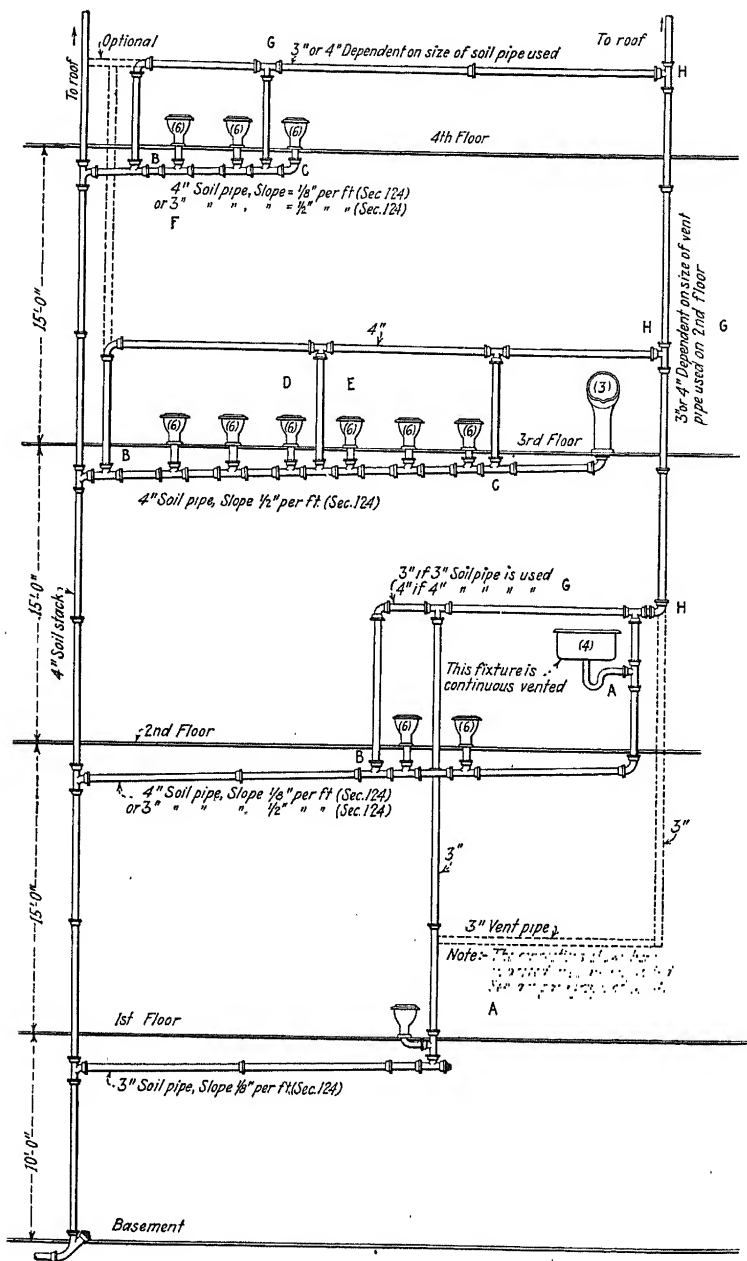 To roof
Optional
G
3" or 4" Dependent on size of soil pipe used
To roof
H
(6)
(6)
(6)
4th Floor
B
C
4" Soil pipe, Slope = 1/8" per ft (Sec. 124)
or 3" " " , " = 1/2" " " (Sec. 124)
F
15'-0"
3" or 4" Dependent on size of vent
pipe used on 2nd floor
G
4"
H
D
E
(3)
(6)
(6)
(6)
(6)
(6)
(6)
3rd Floor
B
C
4" Soil pipe, Slope 1/2" per ft. (Sec. 124)
3" if 3" Soil pipe is used
4" if 4" " " " "
G
H
15'-0"
4" Soil stack
(4)
This fixture is
continuous vented
A
(6)
(6)
2nd Floor
B
4" Soil pipe, Slope 1/8" per ft (Sec. 124)
or 3" " " , " 1/2" " " (Sec. 124)
3"
3"
15'-0"
3" Vent pipe
Note:- The
A
1st Floor
3" Soil pipe, Slope 1/8" per ft. (Sec. 124)
10'-0"
Basement